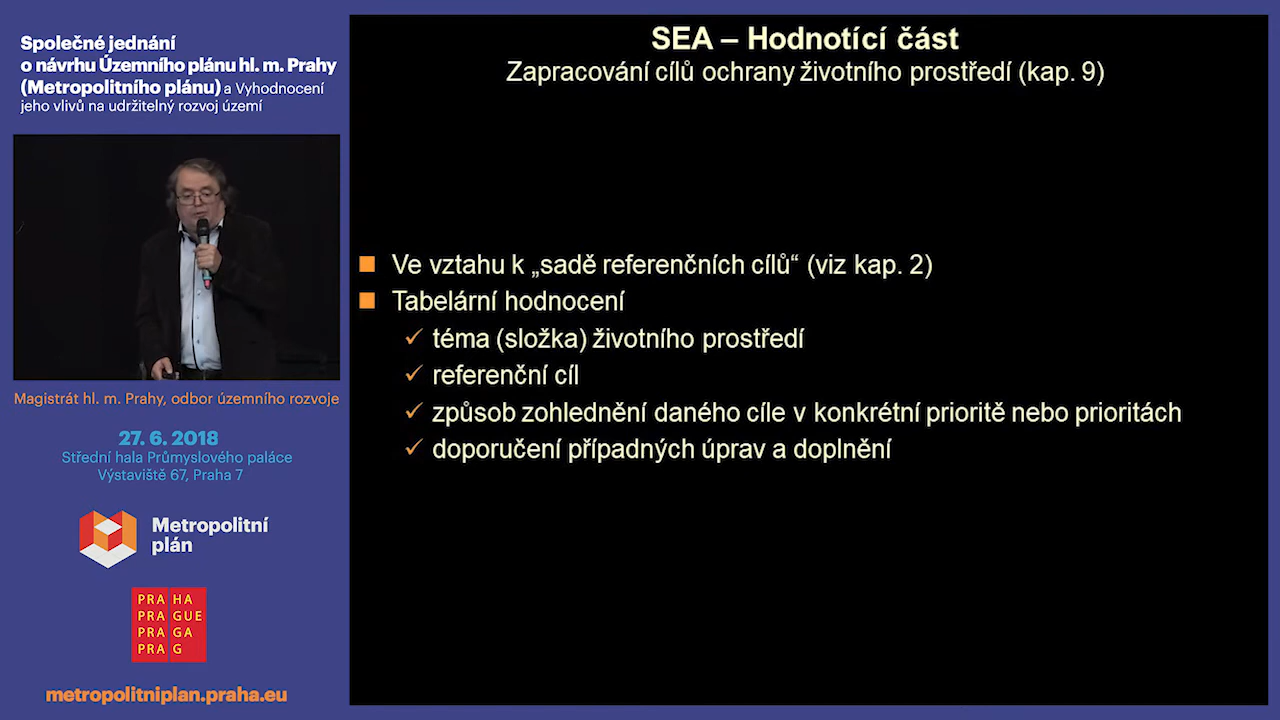 Společné jednání
o návrhu Územního plánu hl. m. Prahy
(Metropolitního plánu) a Vyhodnocení
jeho vlivů na udržitelný rozvoj území
Magistrát hl. m. Prahy, odbor územního rozvoje
27. 6. 2018
Střední hala Průmyslového paláce
Výstaviště 67, Praha 7
Metropolitní
plán
PRA HA
PRA GUE
PRA GA
PRA G
metropolitniplan.praha.eu
SEA – Hodnotící část
Zapracování cílů ochrany životního prostředí (kap. 9)
Ve vztahu k „sadě referenčních cílů“ (viz kap. 2)
Tabelární hodnocení
téma (složka) životního prostředí
referenční cíl
způsob zohlednění daného cíle v konkrétní prioritě nebo prioritách
doporučení případných úprav a doplnění